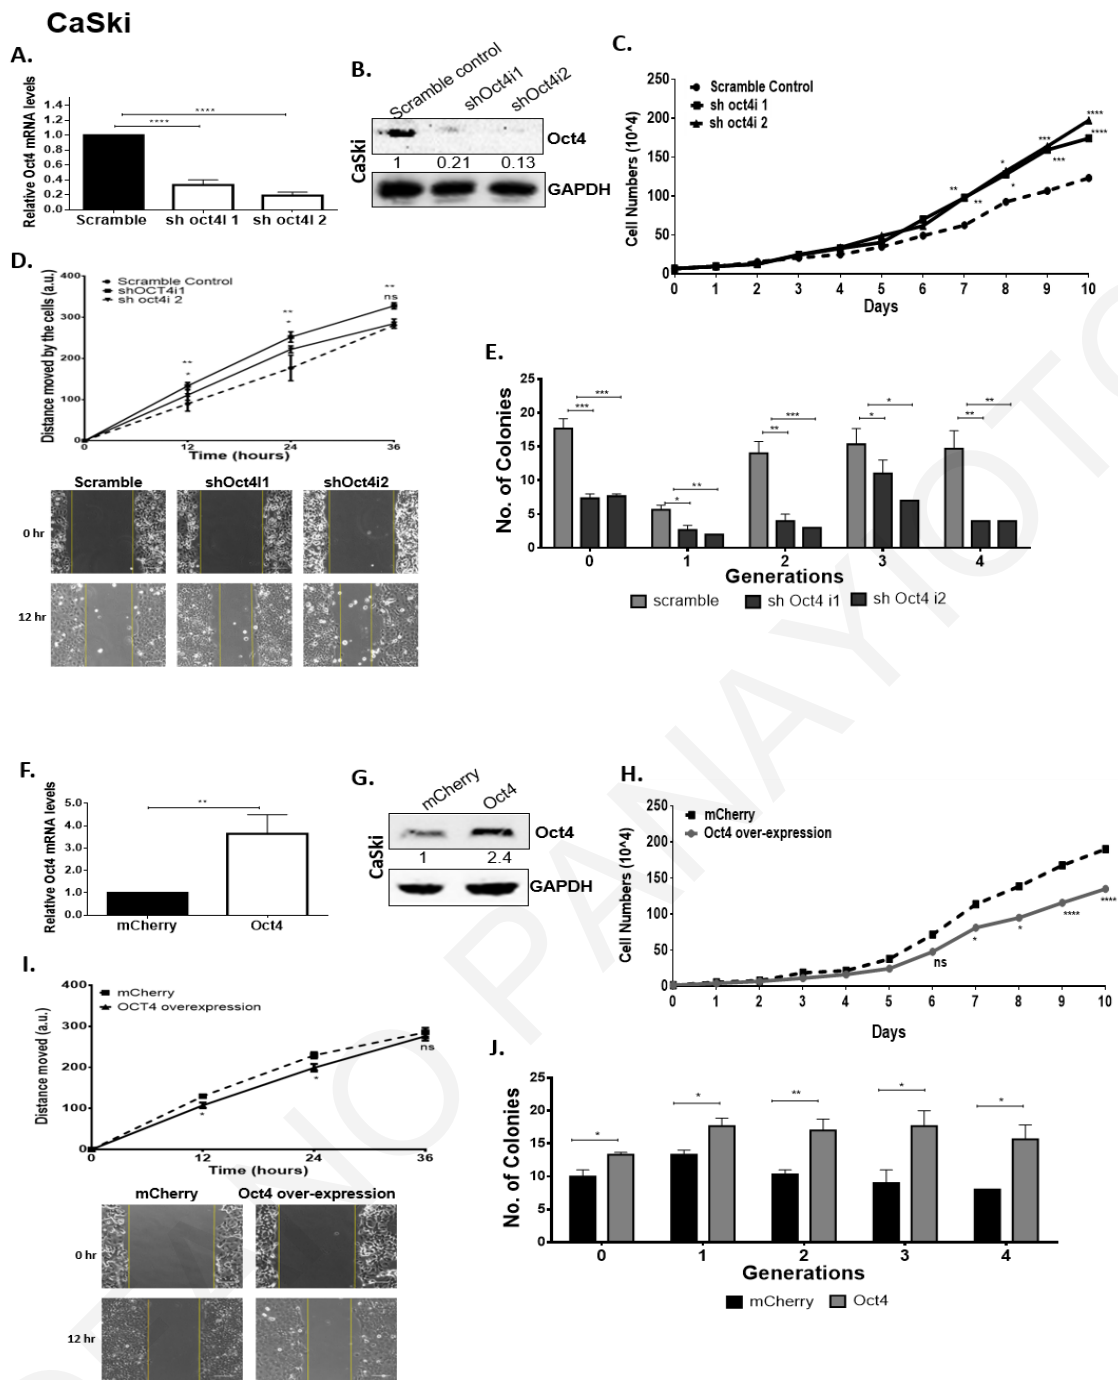 CaSki
A.
Relative Oct4 mRNA levels
1.4
1.2
1.0
0.8
0.6
0.4
0.2
0.0
****
****
Scramble
sh oct4I 1
sh oct4I 2
B.
Scramble control
shOct4i1
shOct4i2
CaSki
Oct4
1
0.21
0.13
GAPDH
C.
Cell Numbers (10^4)
250
200
150
100
50
0
Scramble Control
sh oct4i 1
sh oct4i 2
**
**
*
*
***
***
****
****
0 1 2 3 4 5 6 7 8 9 10
Days
D.
Distance moved by the cells (a.u.)
400
300
200
100
0
Scramble Control
shOCT4i1
sh oct4i 2
**
*
**
*
**
ns
0 12 24 36
Time (hours)
Scramble
shOct4I1
shOct4i2
0 hr
12 hr
E.
No. of Colonies
25
20
15
10
5
0
***
***
*
**
**
***
*
*
**
**
0 1 2 3 4
Generations
scramble
sh Oct4 i1
sh Oct4 i2
F.
Relative Oct4 mRNA levels
5.0
4.0
3.0
2.0
1.0
0.0
**
mCherry
Oct4
G.
mCherry
Oct4
CaSki
Oct4
1
2.4
GAPDH
H.
Cell Numbers (10^4)
250
200
150
100
50
0
mCherry
Oct4 over-expression
ns
*
*
****
****
0 1 2 3 4 5 6 7 8 9 10
Days
I.
Distance moved (a.u.)
400
300
200
100
0
mCherry
OCT4 overexpression
*
*
ns
0 12 24 36
Time (hours)
mCherry
Oct4 over-expression
0 hr
12 hr
J.
No. of Colonies
25
20
15
10
5
0
*
*
**
*
*
0 1 2 3 4
Generations
mCherry
Oct4
PANAYIOTO